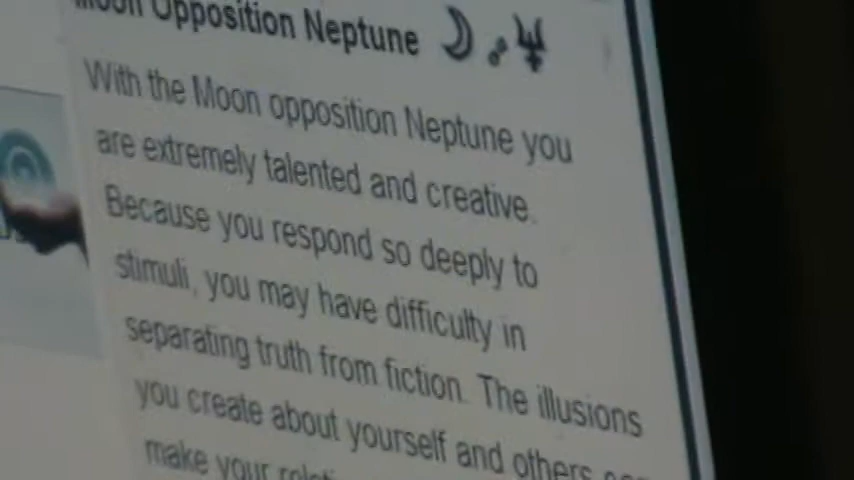 Moon Opposition Neptune
With the Moon opposition Neptune you
are extremely talented and creative.
Because you respond so deeply to
stimuli, you may have difficulty in
separating truth from fiction. The illusions
you create about yourself and others
make your